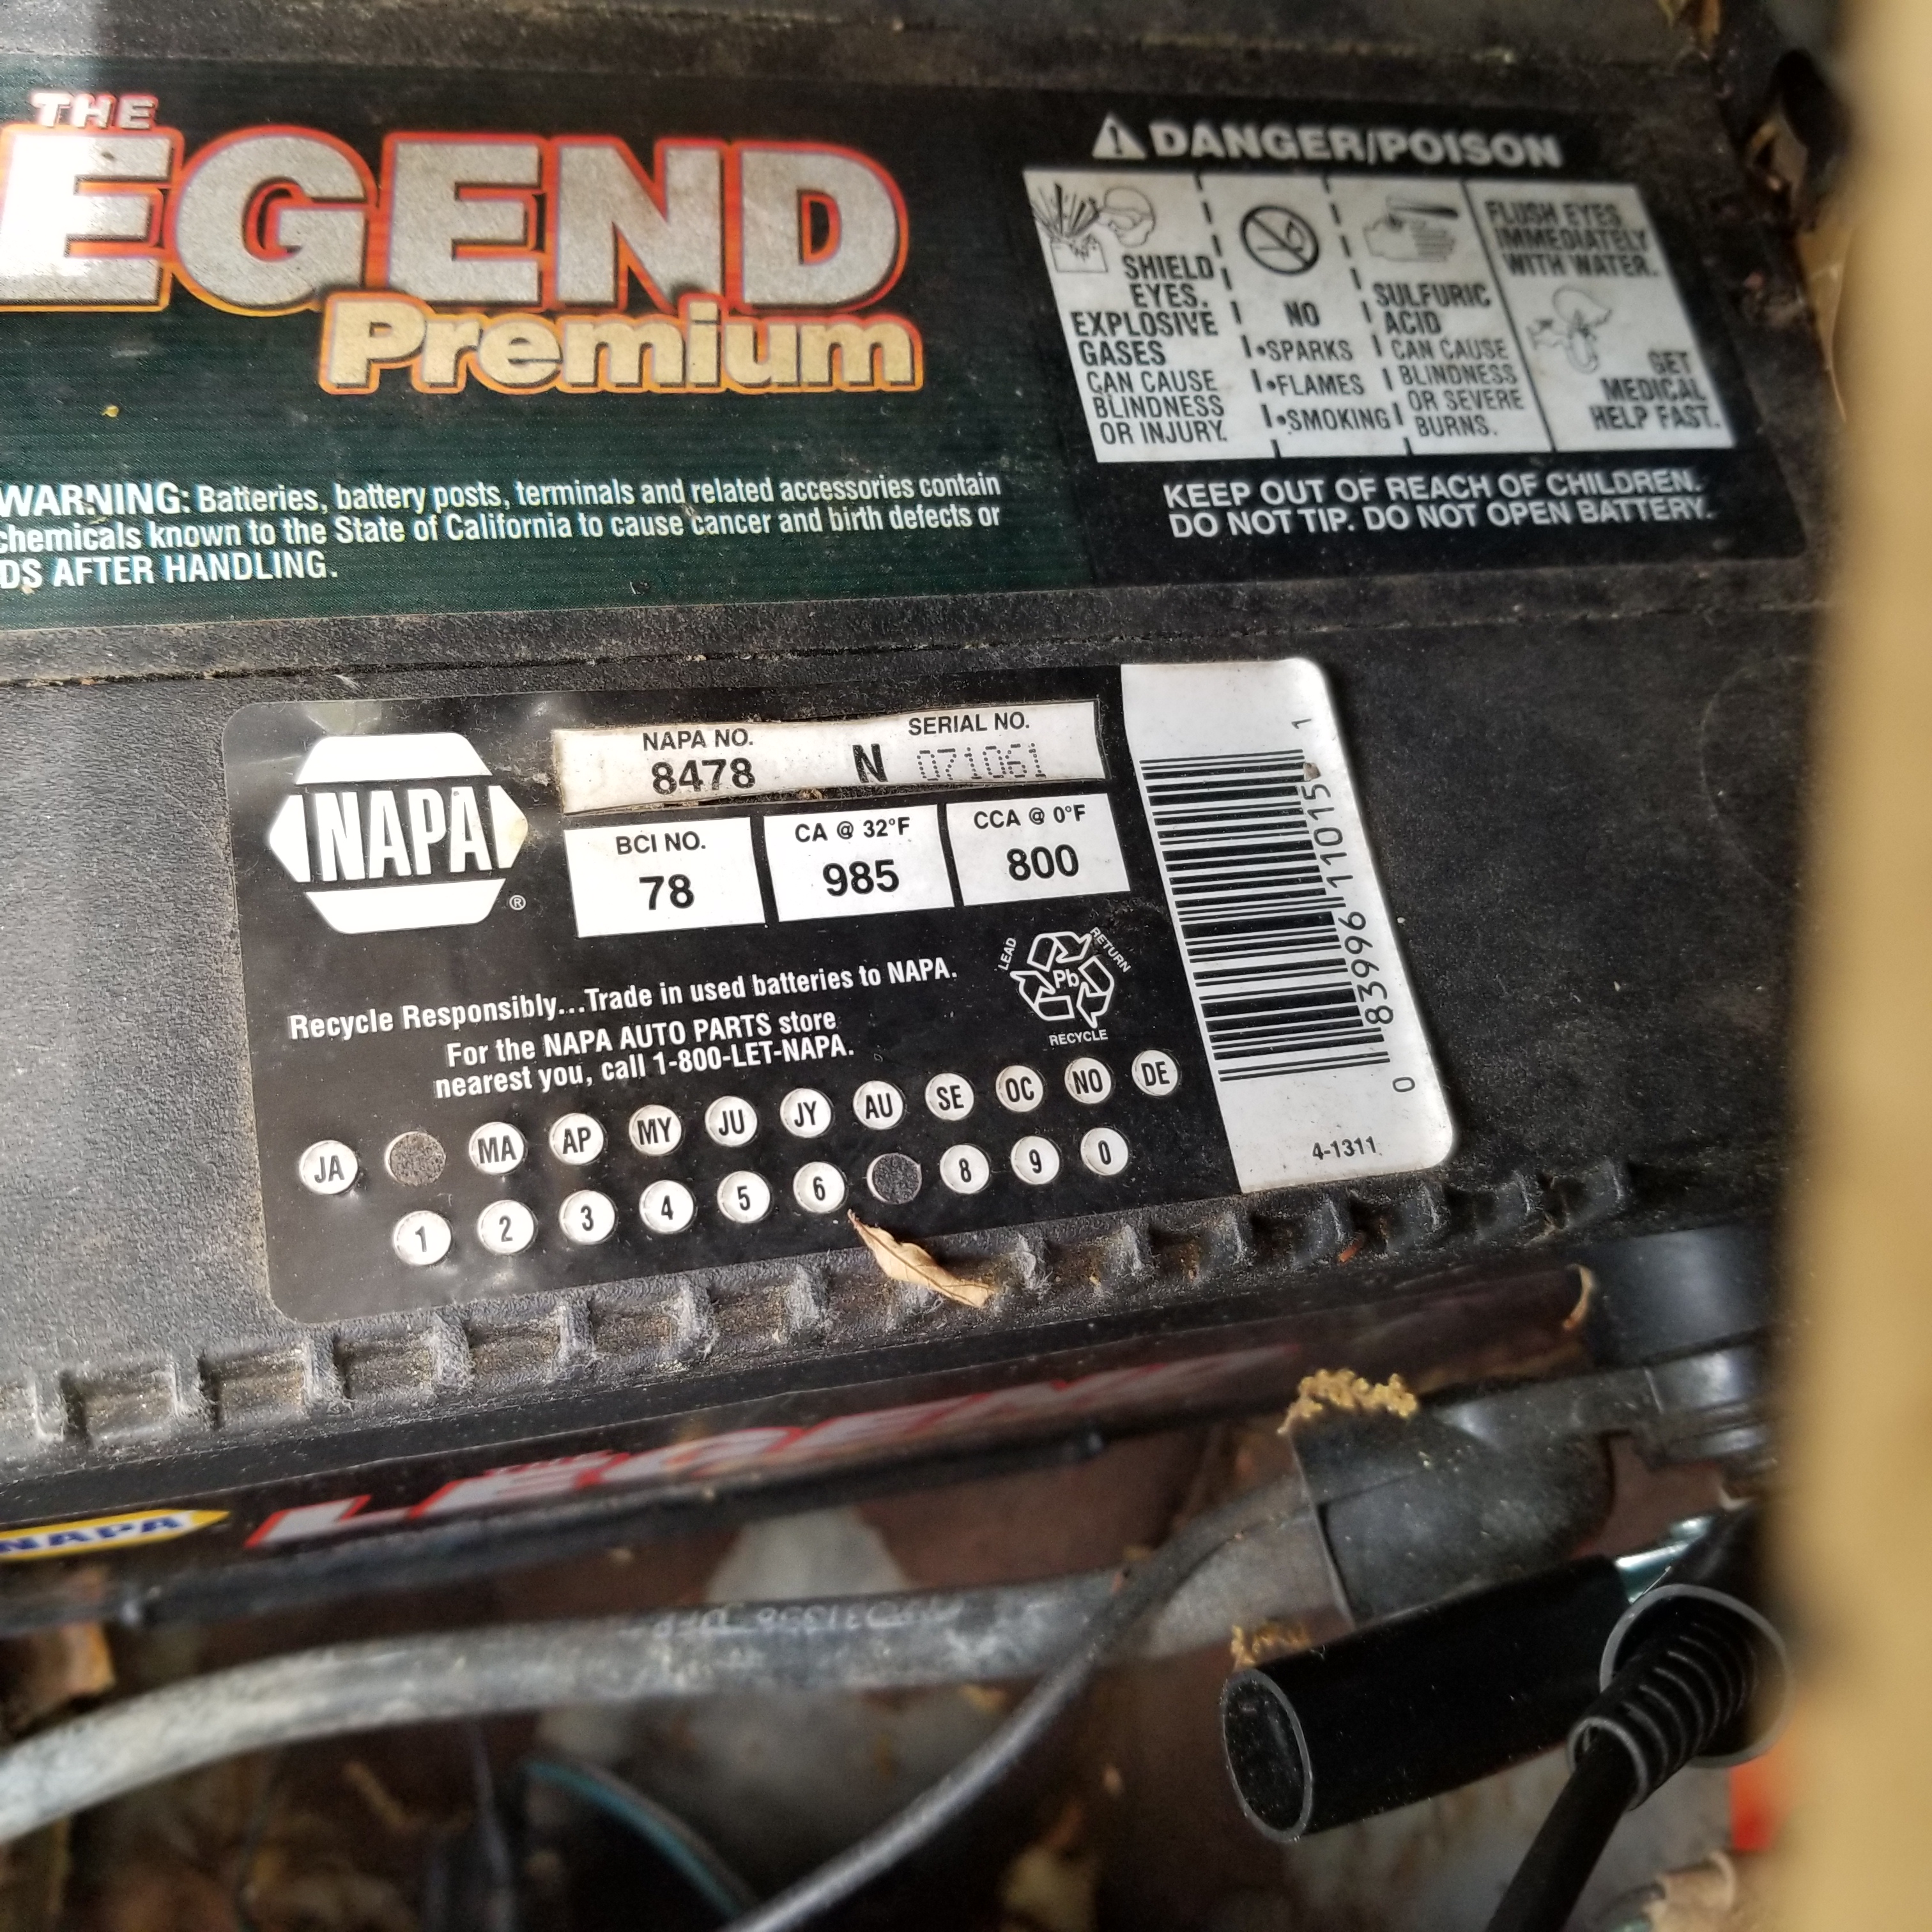 THE
EGEND
Premium
WARNING: Batteries, battery posts, terminals and related accessories contain
chemicals known to the State of California to cause cancer and birth defects or
DS AFTER HANDLING.
DANGER/POISON
SHIELD
EYES.
EXPLOSIVE
GASES
CAN CAUSE
BLINDNESS
OR INJURY.
NO
•SPARKS
•FLAMES
•SMOKING
SULFURIC
ACID
CAN CAUSE
BLINDNESS
OR SEVERE
BURNS.
FLUSH EYES
IMMEDIATELY
WITH WATER.
GET
MEDICAL
HELP FAST.
KEEP OUT OF REACH OF CHILDREN.
DO NOT TIP. DO NOT OPEN BATTERY.
NAPA
®
NAPA NO.
8478
N
SERIAL NO.
071061
BCI NO.
78
CA @ 32°F
985
CCA @ 0°F
800
Recycle Responsibly...Trade in used batteries to NAPA.
For the NAPA AUTO PARTS store
nearest you, call 1-800-LET-NAPA.
LEAD
RETURN
Pb
RECYCLE
JA MA AP MY JU JY AU SE OC NO DE
1 2 3 4 5 6 8 9 0
0 83996 11015 1
4-1311
NAPA
LEGEND